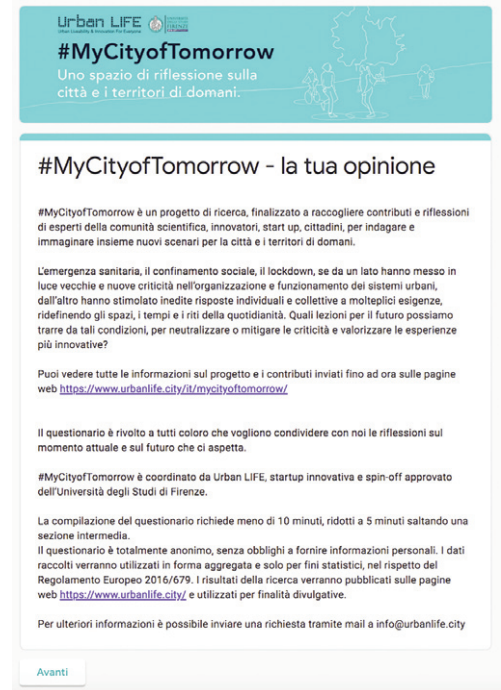 Urban LIFE
Urban Livability & Innovation For Everyone
#MyCityofTomorrow
Uno spazio di riflessione sulla
città e i territori di domani.
#MyCityofTomorrow - la tua opinione
#MyCityofTomorrow è un progetto di ricerca, finalizzato a raccogliere contributi e riflessioni
di esperti della comunità scientifica, innovatori, start up, cittadini, per indagare e
immaginare insieme nuovi scenari per la città e i territori di domani.
L'emergenza sanitaria, il confinamento sociale, il lockdown, se da un lato hanno messo in
luce vecchie e nuove criticità nell'organizzazione e funzionamento dei sistemi urbani,
dall'altro hanno stimolato inedite risposte individuali e collettive a molteplici esigenze,
ridefinendo gli spazi, i tempi e i riti della quotidianità. Quali lezioni per il futuro possiamo
trarre da tali condizioni, per neutralizzare o mitigare le criticità e valorizzare le esperienze
più innovative?
Puoi vedere tutte le informazioni sul progetto e i contributi inviati fino ad ora sulle pagine
web https://www.urbanlife.city/it/mycityoftomorrow/
Il questionario è rivolto a tutti coloro che vogliono condividere con noi le riflessioni sul
momento attuale e sul futuro che ci aspetta.
#MyCityofTomorrow è coordinato da Urban LIFE, startup innovativa e spin-off approvato
dell'Università degli Studi di Firenze.
La compilazione del questionario richiede meno di 10 minuti, ridotti a 5 minuti saltando una
sezione intermedia.
Il questionario è totalmente anonimo, senza obblighi a fornire informazioni personali. I dati
raccolti verranno utilizzati in forma aggregata e solo per fini statistici, nel rispetto del
Regolamento Europeo 2016/679. I risultati della ricerca verranno pubblicati sulle pagine
web https://www.urbanlife.city/ e utilizzati per finalità divulgative.
Per ulteriori informazioni è possibile inviare una richiesta tramite mail a info@urbanlife.city
Avanti